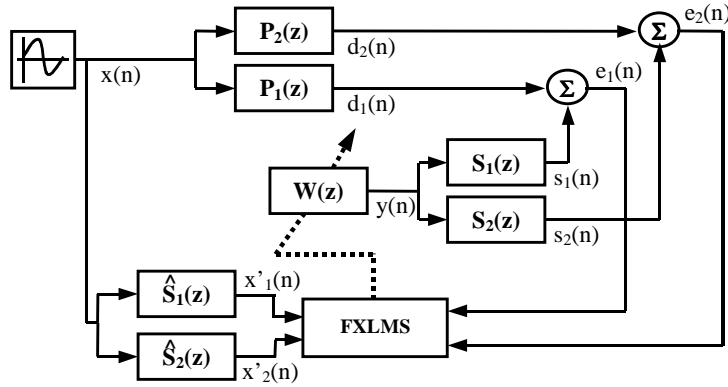 P₂(z)
e₂(n)
Σ
d₂(n)
x(n)
e₁(n)
P₁(z)
Σ
d₁(n)
S₁(z)
s₁(n)
W(z)
y(n)
S₂(z)
s₂(n)
Ŝ₁(z)
x'₁(n)
FXLMS
Ŝ₂(z)
x'₂(n)